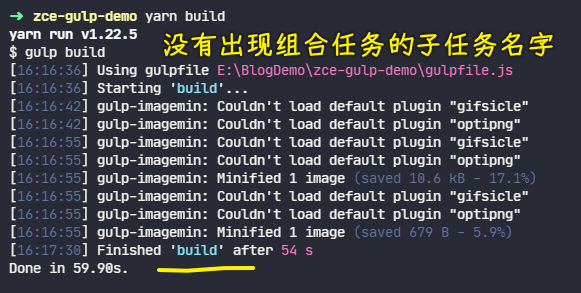 ➜ zce-gulp-demo yarn build
yarn run v1.22.5
$ gulp build
没有出现组合任务的子任务名字
[16:16:36] Using gulpfile E:\BlogDemo\zce-gulp-demo\gulpfile.js
[16:16:36] Starting 'build'...
[16:16:42] gulp-imagemin: Couldn't load default plugin "gifsicle"
[16:16:42] gulp-imagemin: Couldn't load default plugin "optipng"
[16:16:55] gulp-imagemin: Couldn't load default plugin "gifsicle"
[16:16:55] gulp-imagemin: Couldn't load default plugin "optipng"
[16:16:55] gulp-imagemin: Minified 1 image (saved 10.6 kB - 17.1%)
[16:16:55] gulp-imagemin: Couldn't load default plugin "gifsicle"
[16:16:55] gulp-imagemin: Couldn't load default plugin "optipng"
[16:16:55] gulp-imagemin: Minified 1 image (saved 679 B - 5.9%)
[16:17:30] Finished 'build' after 54 s
Done in 59.90s.